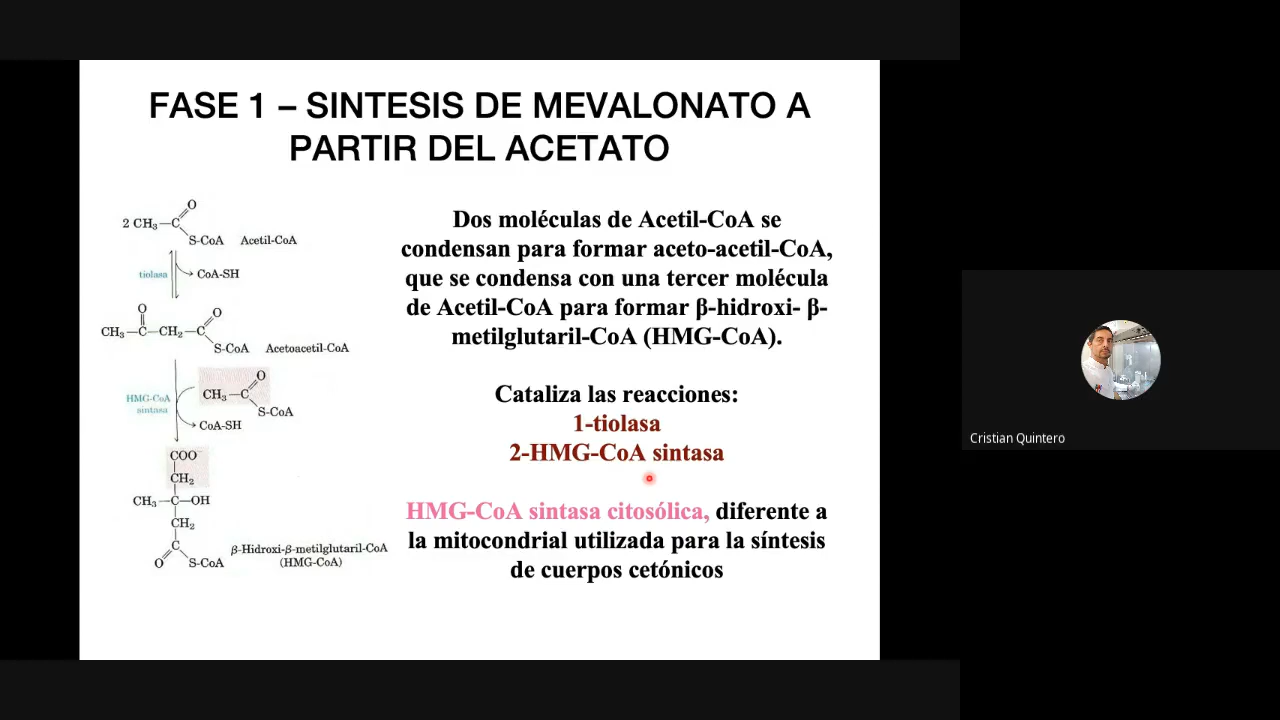 FASE 1 – SINTESIS DE MEVALONATO A
PARTIR DEL ACETATO
O
2 CH₃—C
S-CoA Acetil-CoA
tiolasa
CoA-SH
O O
CH₃—C—CH₂—C
S-CoA Acetoacetil-CoA
HMG-CoA
sintasa
O
CH₃—C
S-CoA
CoA-SH
COO⁻
CH₂
CH₃—C—OH
CH₂
C
O S-CoA
β-Hidroxi-β-metilglutaril-CoA
(HMG-CoA)
Dos moléculas de Acetil-CoA se
condensan para formar aceto-acetil-CoA,
que se condensa con una tercer molécula
de Acetil-CoA para formar β-hidroxi- β-
metilglutaril-CoA (HMG-CoA).
Cataliza las reacciones:
1-tiolasa
2-HMG-CoA sintasa
HMG-CoA sintasa citosólica, diferente a
la mitocondrial utilizada para la síntesis
de cuerpos cetónicos
Cristian Quintero